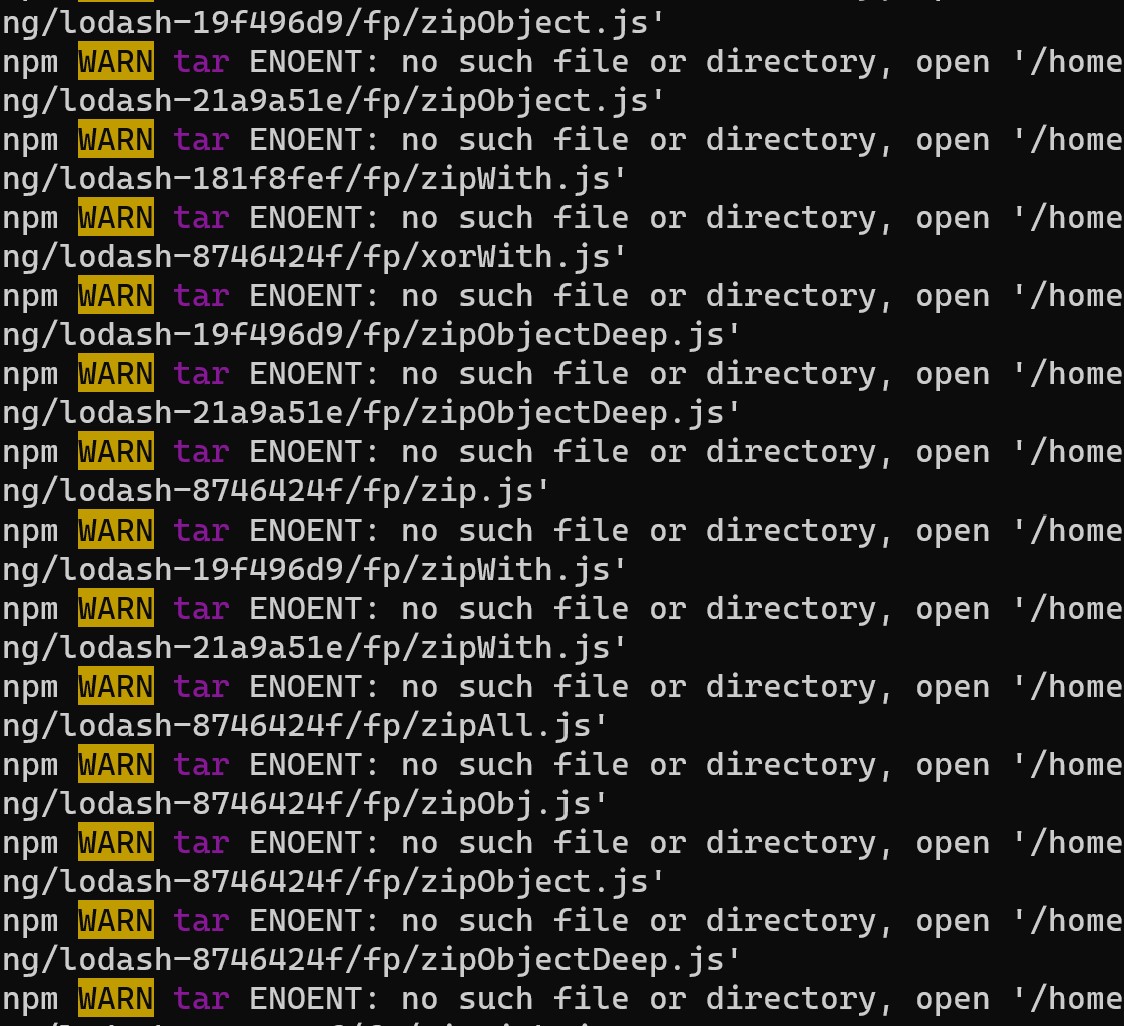 ng/lodash-19f496d9/fp/zipObject.js'
npm WARN tar ENOENT: no such file or directory, open '/home
ng/lodash-21a9a51e/fp/zipObject.js'
npm WARN tar ENOENT: no such file or directory, open '/home
ng/lodash-181f8fef/fp/zipWith.js'
npm WARN tar ENOENT: no such file or directory, open '/home
ng/lodash-8746424f/fp/xorWith.js'
npm WARN tar ENOENT: no such file or directory, open '/home
ng/lodash-19f496d9/fp/zipObjectDeep.js'
npm WARN tar ENOENT: no such file or directory, open '/home
ng/lodash-21a9a51e/fp/zipObjectDeep.js'
npm WARN tar ENOENT: no such file or directory, open '/home
ng/lodash-8746424f/fp/zip.js'
npm WARN tar ENOENT: no such file or directory, open '/home
ng/lodash-19f496d9/fp/zipWith.js'
npm WARN tar ENOENT: no such file or directory, open '/home
ng/lodash-21a9a51e/fp/zipWith.js'
npm WARN tar ENOENT: no such file or directory, open '/home
ng/lodash-8746424f/fp/zipAll.js'
npm WARN tar ENOENT: no such file or directory, open '/home
ng/lodash-8746424f/fp/zipObj.js'
npm WARN tar ENOENT: no such file or directory, open '/home
ng/lodash-8746424f/fp/zipObject.js'
npm WARN tar ENOENT: no such file or directory, open '/home
ng/lodash-8746424f/fp/zipObjectDeep.js'
npm WARN tar ENOENT: no such file or directory, open '/home